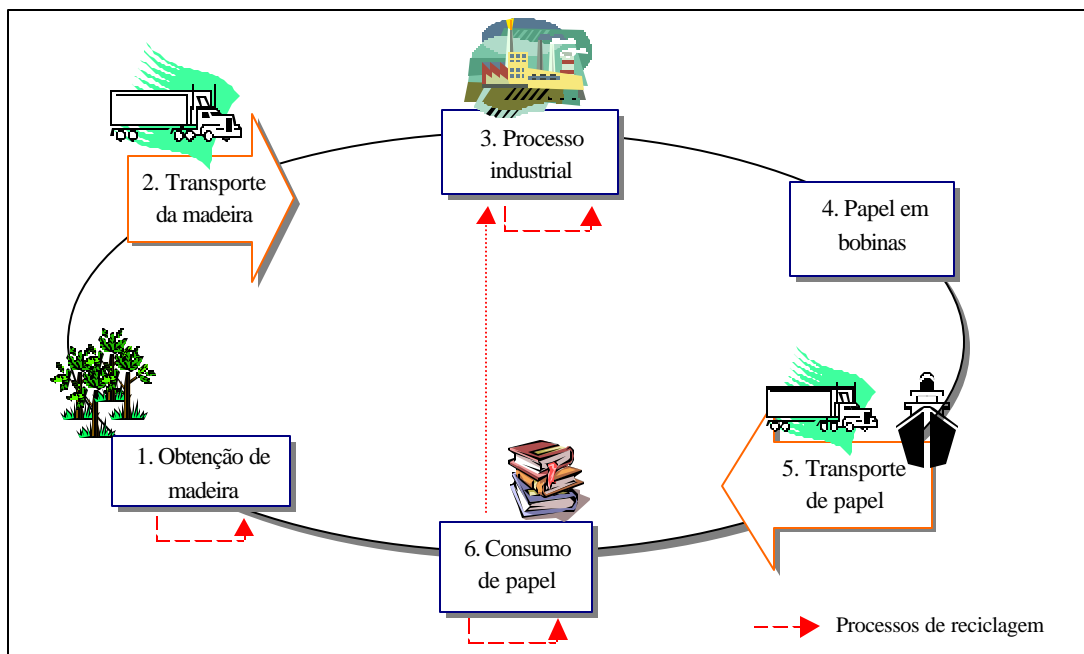 3. Processo
industrial
2. Transporte
da madeira
4. Papel em
bobinas
1. Obtenção de
madeira
5. Transporte
de papel
6. Consumo
de papel
Processos de reciclagem